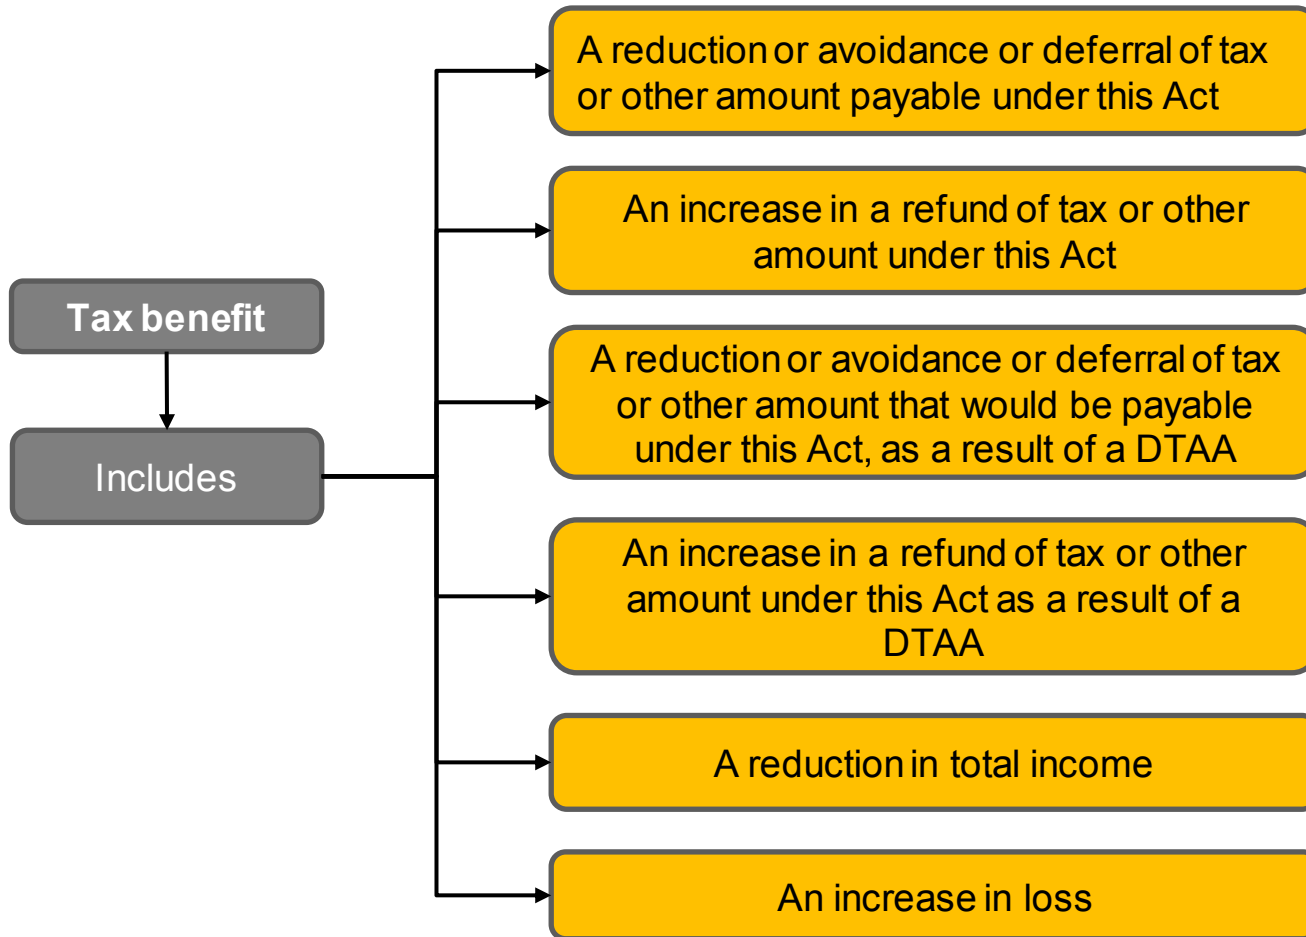 Tax benefit
Includes
A reduction or avoidance or deferral of tax
or other amount payable under this Act
An increase in a refund of tax or other
amount under this Act
A reduction or avoidance or deferral of tax
or other amount that would be payable
under this Act, as a result of a DTAA
An increase in a refund of tax or other
amount under this Act as a result of a
DTAA
A reduction in total income
An increase in loss